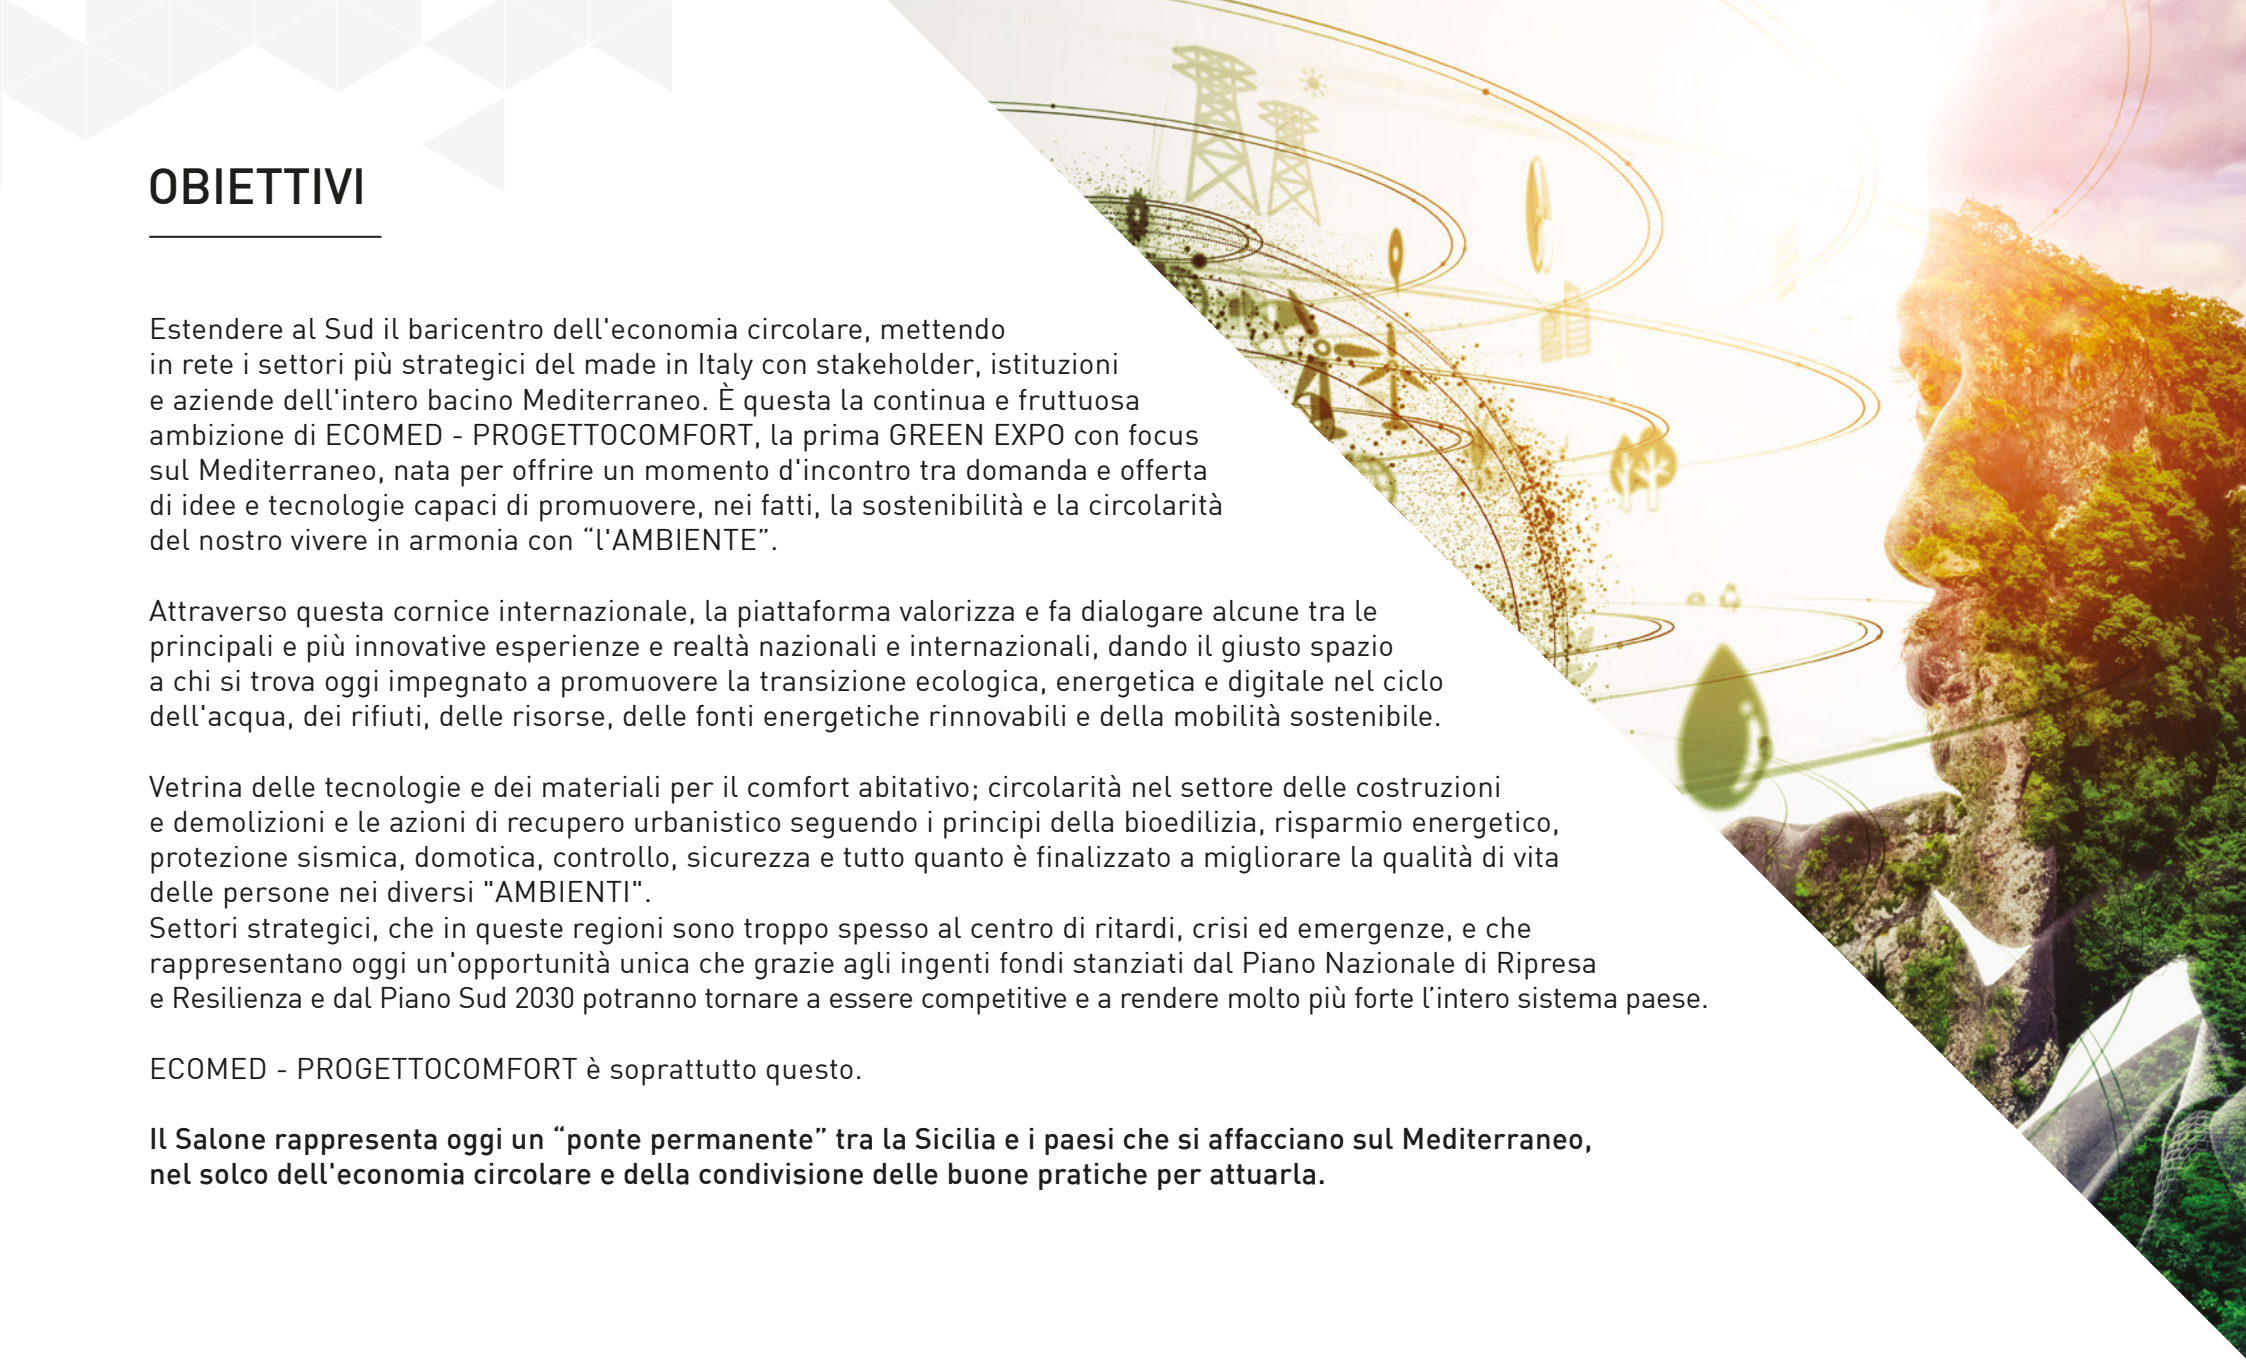 OBIETTIVI
Estendere al Sud il baricentro dell'economia circolare, mettendo
in rete i settori più strategici del made in Italy con stakeholder, istituzioni
e aziende dell'intero bacino Mediterraneo. È questa la continua e fruttuosa
ambizione di ECOMED - PROGETTOCOMFORT, la prima GREEN EXPO con focus
sul Mediterraneo, nata per offrire un momento d'incontro tra domanda e offerta
di idee e tecnologie capaci di promuovere, nei fatti, la sostenibilità e la circolarità
del nostro vivere in armonia con “l'AMBIENTE”.
Attraverso questa cornice internazionale, la piattaforma valorizza e fa dialogare alcune tra le
principali e più innovative esperienze e realtà nazionali e internazionali, dando il giusto spazio
a chi si trova oggi impegnato a promuovere la transizione ecologica, energetica e digitale nel ciclo
dell'acqua, dei rifiuti, delle risorse, delle fonti energetiche rinnovabili e della mobilità sostenibile.
Vetrina delle tecnologie e dei materiali per il comfort abitativo; circolarità nel settore delle costruzioni
e demolizioni e le azioni di recupero urbanistico seguendo i principi della bioedilizia, risparmio energetico,
protezione sismica, domotica, controllo, sicurezza e tutto quanto è finalizzato a migliorare la qualità di vita
delle persone nei diversi "AMBIENTI".
Settori strategici, che in queste regioni sono troppo spesso al centro di ritardi, crisi ed emergenze, e che
rappresentano oggi un'opportunità unica che grazie agli ingenti fondi stanziati dal Piano Nazionale di Ripresa
e Resilienza e dal Piano Sud 2030 potranno tornare a essere competitive e a rendere molto più forte l’intero sistema paese.
ECOMED - PROGETTOCOMFORT è soprattutto questo.
Il Salone rappresenta oggi un “ponte permanente” tra la Sicilia e i paesi che si affacciano sul Mediterraneo,
nel solco dell'economia circolare e della condivisione delle buone pratiche per attuarla.